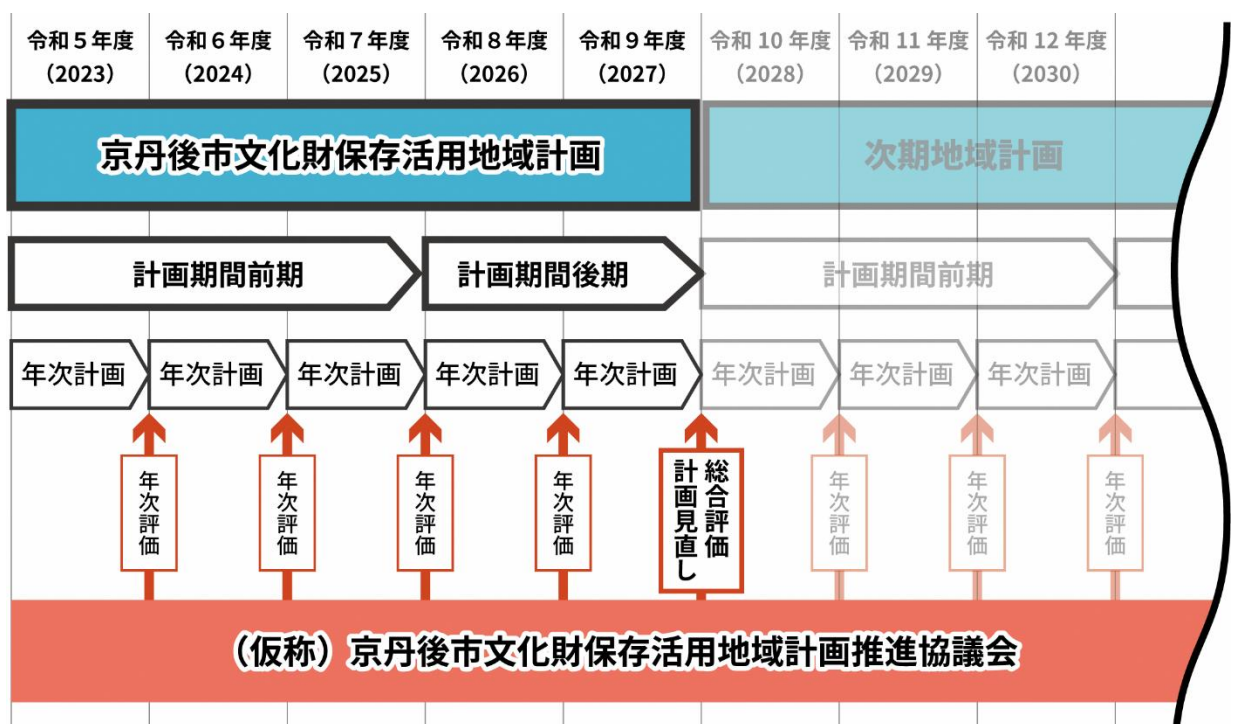 令和5年度 令和6年度 令和7年度 令和8年度 令和9年度 令和10年度 令和11年度 令和12年度
(2023) (2024) (2025) (2026) (2027) (2028) (2029) (2030)
京丹後市文化財保存活用地域計画 次期地域計画
計画期間前期 計画期間後期 計画期間前期
年次計画 年次計画 年次計画 年次計画 年次計画 年次計画 年次計画 年次計画
年次評価
年次評価
年次評価
年次評価
総合評価
計画見直し
年次評価
年次評価
年次評価
(仮称)京丹後市文化財保存活用地域計画推進協議会